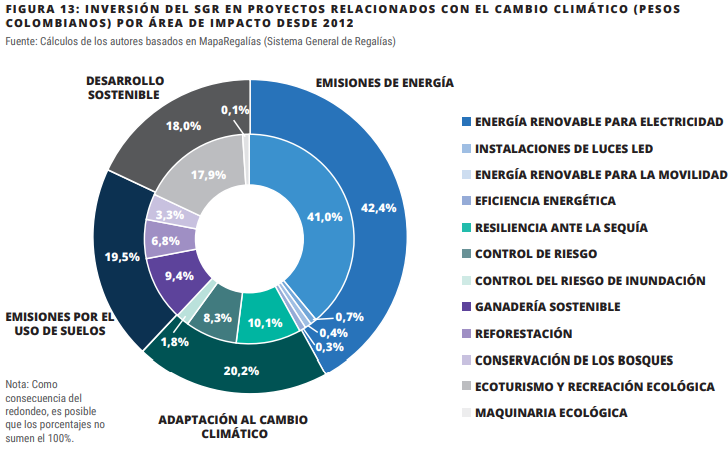 FIGURA 13: INVERSIÓN DEL SGR EN PROYECTOS RELACIONADOS CON EL CAMBIO CLIMÁTICO (PESOS
COLOMBIANOS) POR ÁREA DE IMPACTO DESDE 2012
Fuente: Cálculos de los autores basados en MapaRegalías (Sistema General de Regalías)
DESARROLLO
SOSTENIBLE
EMISIONES DE ENERGÍA
0,1%
18,0%
17,9%
42,4%
41,0%
3,3%
6,8%
19,5%
9,4%
EMISIONES POR EL
USO DE SUELOS
1,8%
8,3%
10,1%
0,7%
0,4%
0,3%
20,2%
ADAPTACIÓN AL CAMBIO
CLIMÁTICO
ENERGÍA RENOVABLE PARA ELECTRICIDAD
INSTALACIONES DE LUCES LED
ENERGÍA RENOVABLE PARA LA MOVILIDAD
EFICIENCIA ENERGÉTICA
RESILIENCIA ANTE LA SEQUÍA
CONTROL DE RIESGO
CONTROL DEL RIESGO DE INUNDACIÓN
GANADERÍA SOSTENIBLE
REFORESTACIÓN
CONSERVACIÓN DE LOS BOSQUES
ECOTURISMO Y RECREACIÓN ECOLÓGICA
MAQUINARIA ECOLÓGICA
Nota: Como
consecuencia del
redondeo, es posible
que los porcentajes no
sumen el 100%.